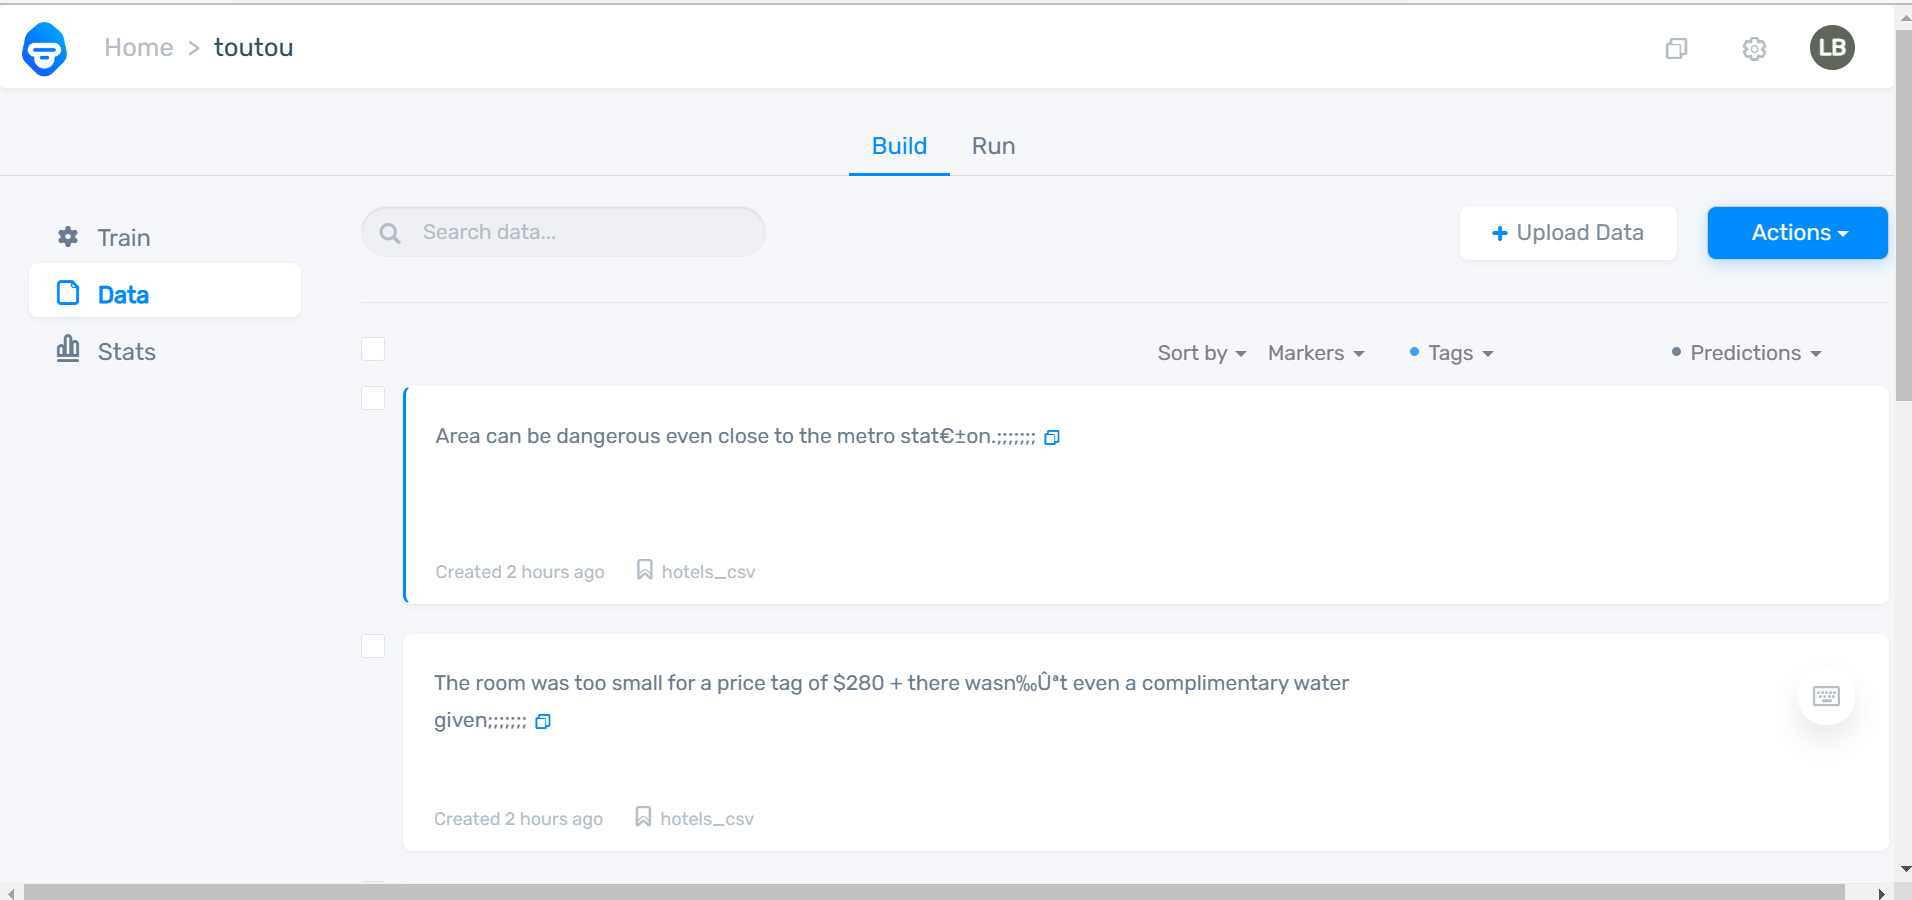 Home > toutou
LB
Build Run
Train
Data
Stats
Search data...
+ Upload Data
Actions
Sort by Markers Tags Predictions
Area can be dangerous even close to the metro stat€±on.;;;;;;;
Created 2 hours ago hotels_csv
The room was too small for a price tag of $280 + there wasn‰Ûªt even a complimentary water
given;;;;;;;
Created 2 hours ago hotels_csv